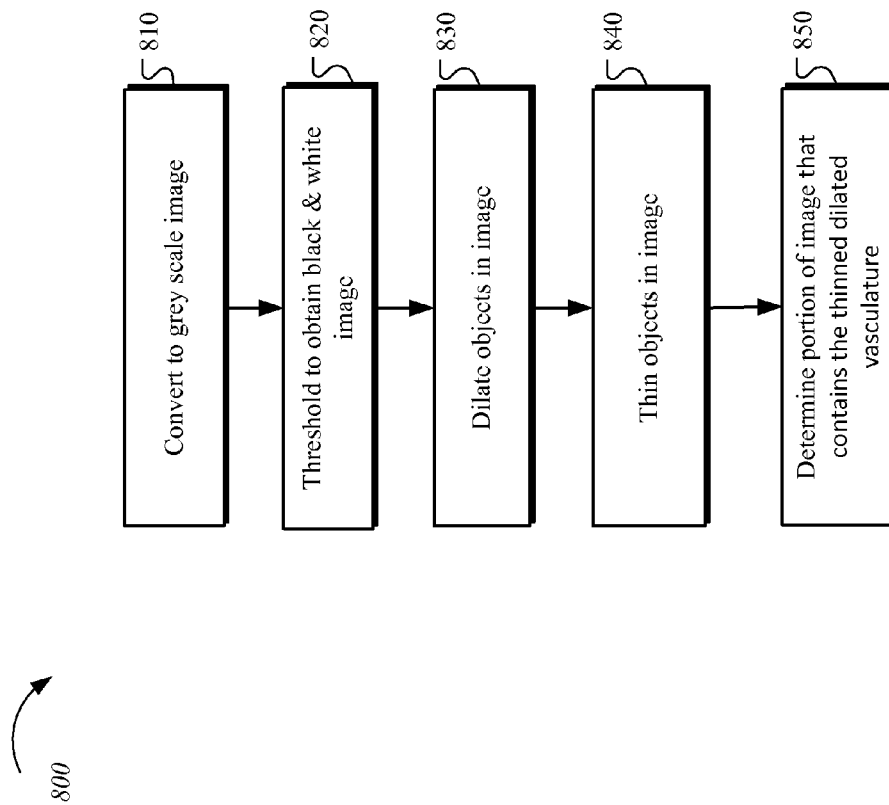 800
Convert to grey scale image
810
Threshold to obtain black & white
image
820
Dilate objects in image
830
Thin objects in image
840
Determine portion of image that
contains the thinned dilated
vasculature
850